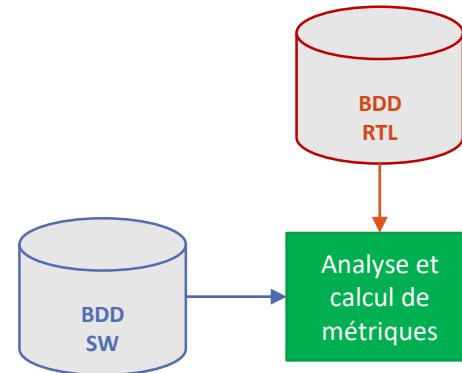 BDD
RTL
Analyse et
calcul de
métriques
BDD
SW